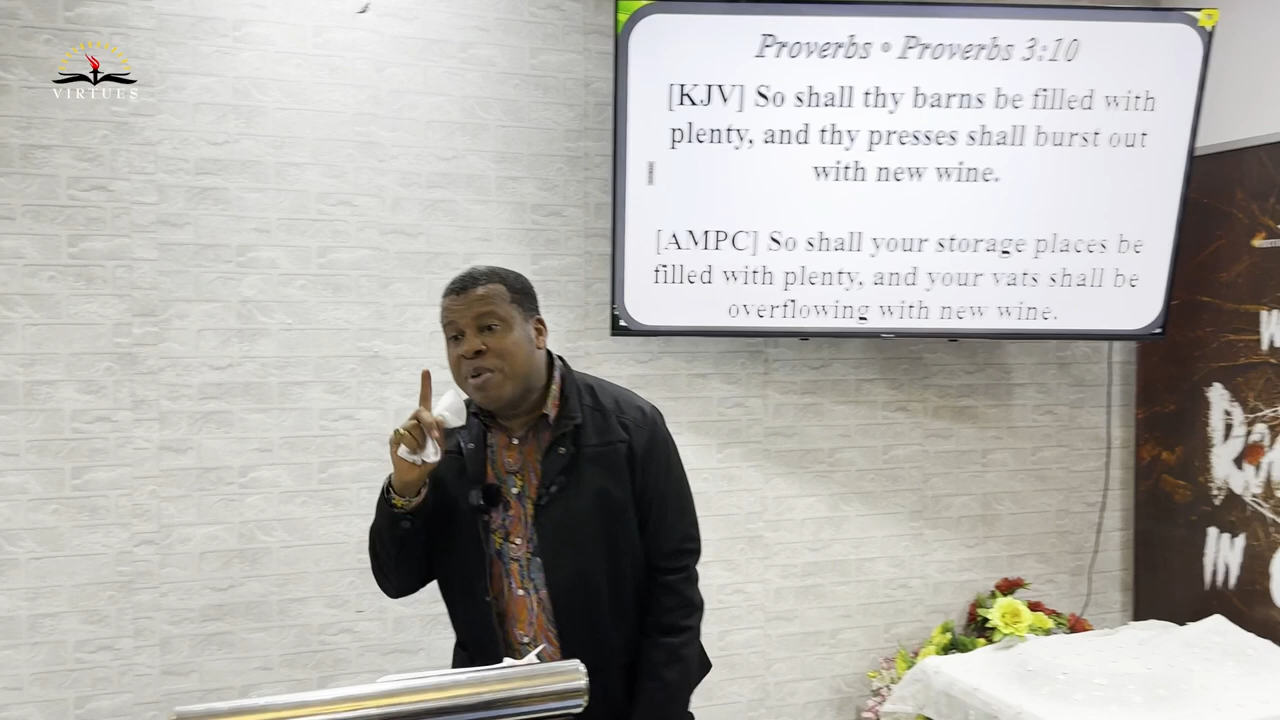 VIRTUES
Proverbs • Proverbs 3:10
[KJV] So shall thy barns be filled with
plenty, and thy presses shall burst out
with new wine.
[AMPC] So shall your storage places be
filled with plenty, and your vats shall be
overflowing with new wine.
IN